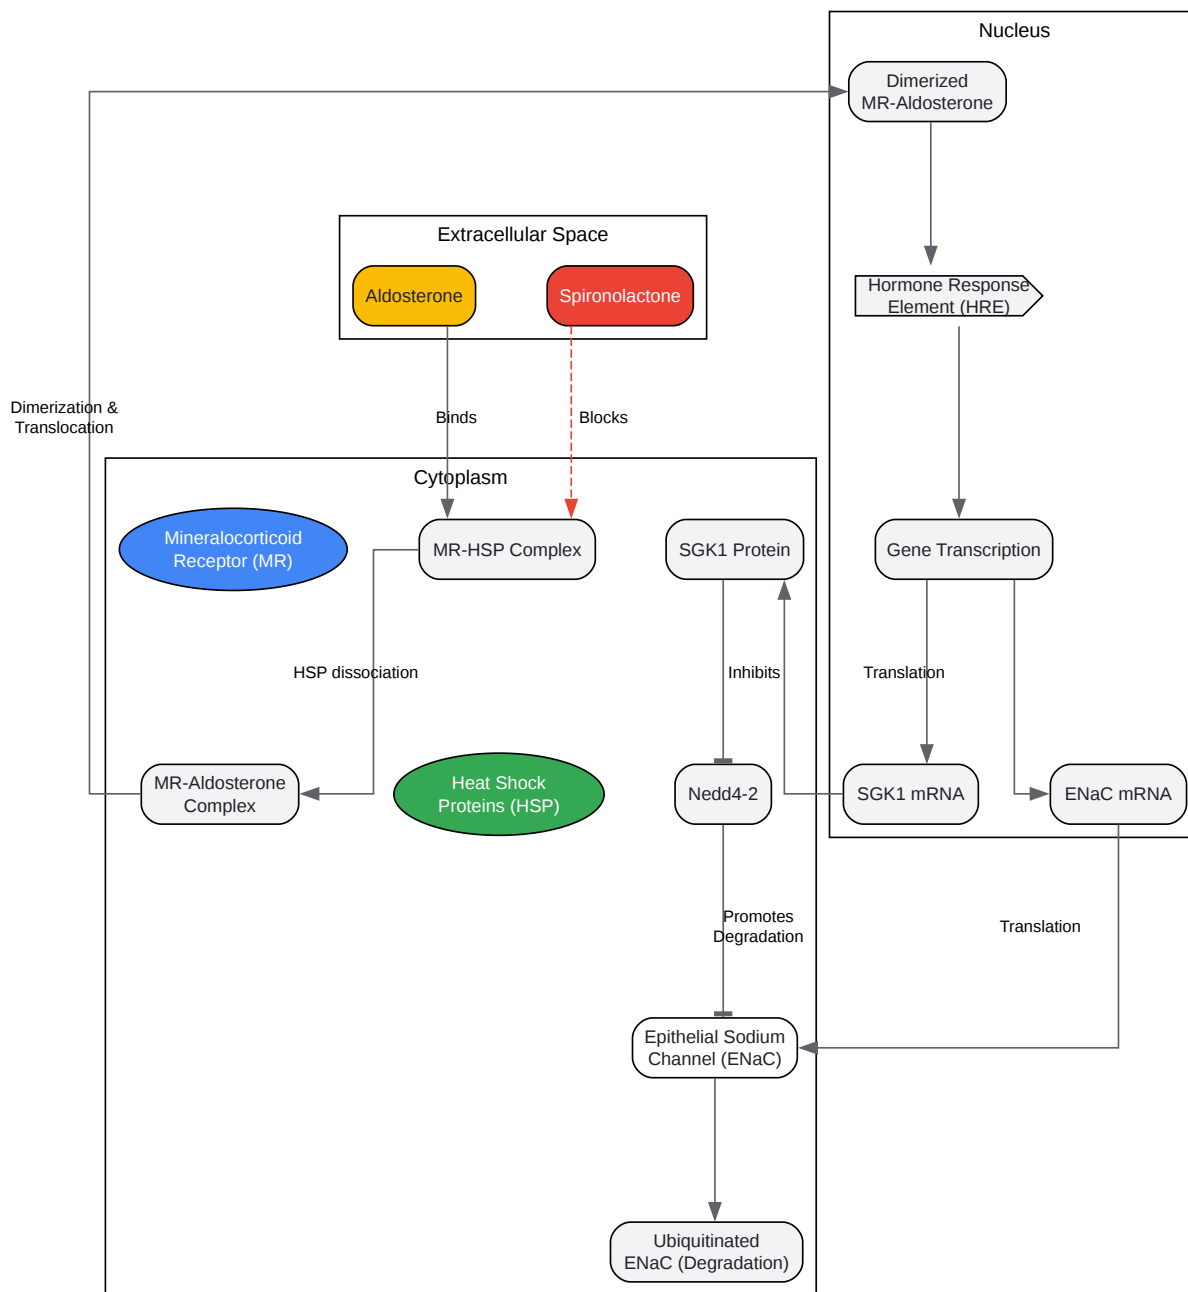 Nucleus
Dimerized
MR-Aldosterone
Extracellular Space
Aldosterone
Spironolactone
Hormone Response
Element (HRE)
Dimerization &
Translocation
Binds
Blocks
Cytoplasm
Mineralocorticoid
Receptor (MR)
MR-HSP Complex
SGK1 Protein
Gene Transcription
HSP dissociation
Inhibits
Translation
MR-Aldosterone
Complex
Heat Shock
Proteins (HSP)
Nedd4-2
SGK1 mRNA
ENaC mRNA
Promotes
Degradation
Translation
Epithelial Sodium
Channel (ENaC)
Ubiquitinated
ENaC (Degradation)